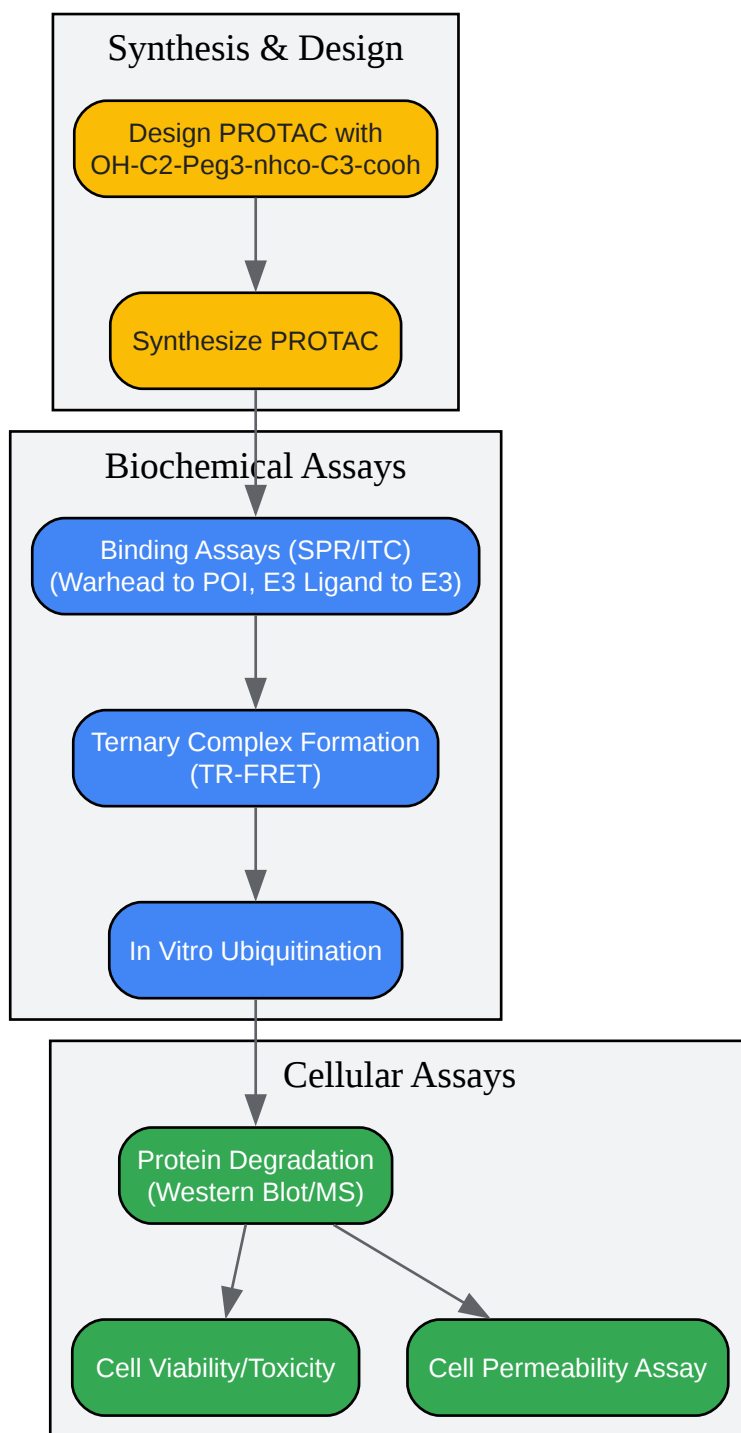 Synthesis & Design
Design PROTAC with
OH-C2-Peg3-nhco-C3-cooh
Synthesize PROTAC
Biochemical Assays
Binding Assays (SPR/ITC)
(Warhead to POI, E3 Ligand to E3)
Ternary Complex Formation
(TR-FRET)
In Vitro Ubiquitination
Cellular Assays
Protein Degradation
(Western Blot/MS)
Cell Viability/Toxicity
Cell Permeability Assay